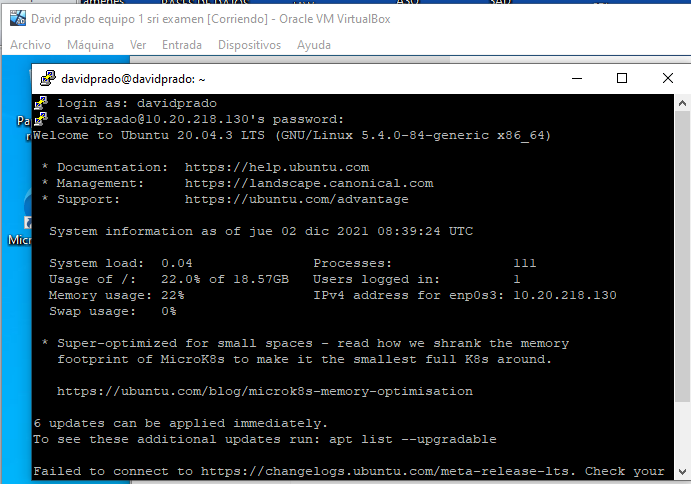 David prado equipo 1 sri examen [Corriendo] - Oracle VM VirtualBox
Archivo Máquina Ver Entrada Dispositivos Ayuda
davidprado@davidprado: ~
login as: davidprado
davidprado@10.20.218.130's password:
Welcome to Ubuntu 20.04.3 LTS (GNU/Linux 5.4.0-84-generic x86_64)
* Documentation: https://help.ubuntu.com
* Management: https://landscape.canonical.com
* Support: https://ubuntu.com/advantage
System information as of jue 02 dic 2021 08:39:24 UTC
System load: 0.04 Processes: 111
Usage of /: 22.0% of 18.57GB Users logged in: 1
Memory usage: 22% IPv4 address for enp0s3: 10.20.218.130
Swap usage: 0%
* Super-optimized for small spaces - read how we shrank the memory
footprint of MicroK8s to make it the smallest full K8s around.
https://ubuntu.com/blog/microk8s-memory-optimisation
6 updates can be applied immediately.
To see these additional updates run: apt list --upgradable
Failed to connect to https://changelogs.ubuntu.com/meta-release-lts. Check your